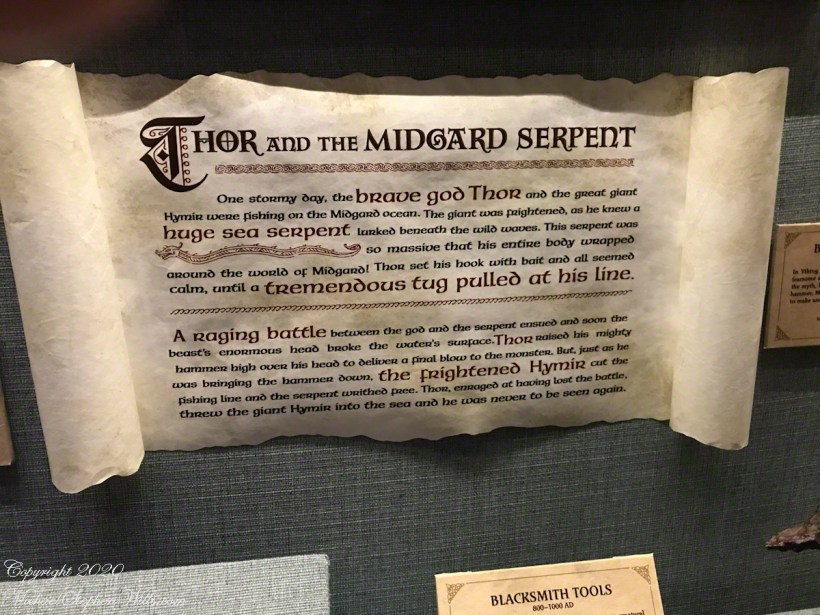 THOR AND THE MIDGARD SERPENT
One stormy day, the brave god Thor and the great giant
Hymir were fishing on the Midgard ocean. The giant was frightened, as he knew a
huge sea serpent lurked beneath the wild waves. This serpent was
so massive that his entire body wrapped
around the world of Midgard! Thor set his hook with bait and all seemed
calm, until a tremendous tug pulled at his line.
A raging battle between the god and the serpent ensued and soon the
beast's enormous head broke the water's surface. Thor raised his mighty
hammer high over his head to deliver a final blow to the monster. But, just as he
was bringing the hammer down, the frightened Hymir cut the
fishing line and the serpent writhed free. Thor, enraged at having lost the battle,
threw the giant Hymir into the sea and he was never to be seen again.
B
In Viking
the myth,
hammer, M
to make
BLACKSMITH TOOLS
800–1000 AD
Copyright 2020